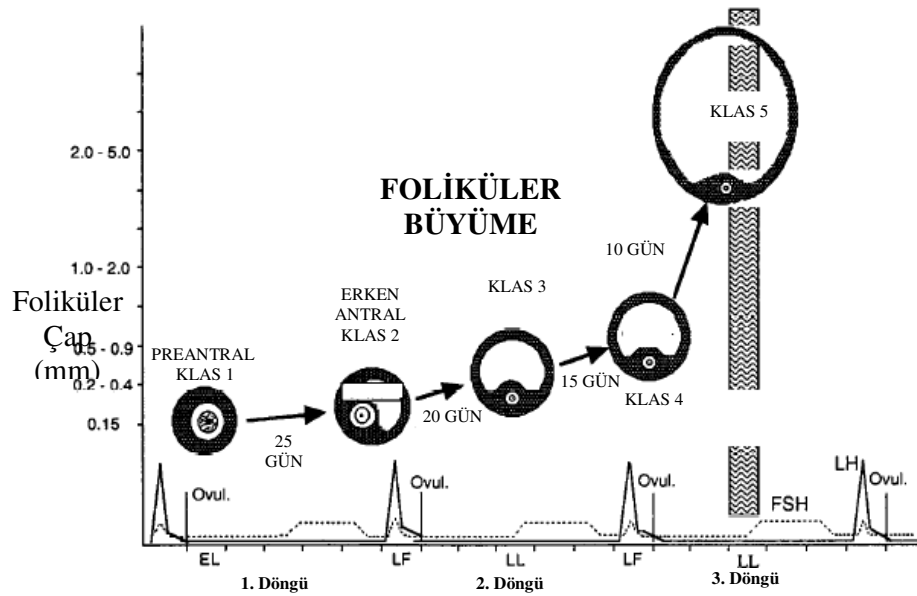 FOLİKÜLER
BÜYÜME
Foliküler
Çap
(mm)
2.0 - 5.0
1.0 - 2.0
0.5 - 0.9
0.2 - 0.4
0.15
PREANTRAL
KLAS 1
25
GÜN
ERKEN
ANTRAL
KLAS 2
20 GÜN
KLAS 3
15 GÜN
KLAS 4
10 GÜN
KLAS 5
Ovul.
Ovul.
Ovul.
LH
Ovul.
FSH
EL
LF
LL
LF
LL
1. Döngü
2. Döngü
3. Döngü